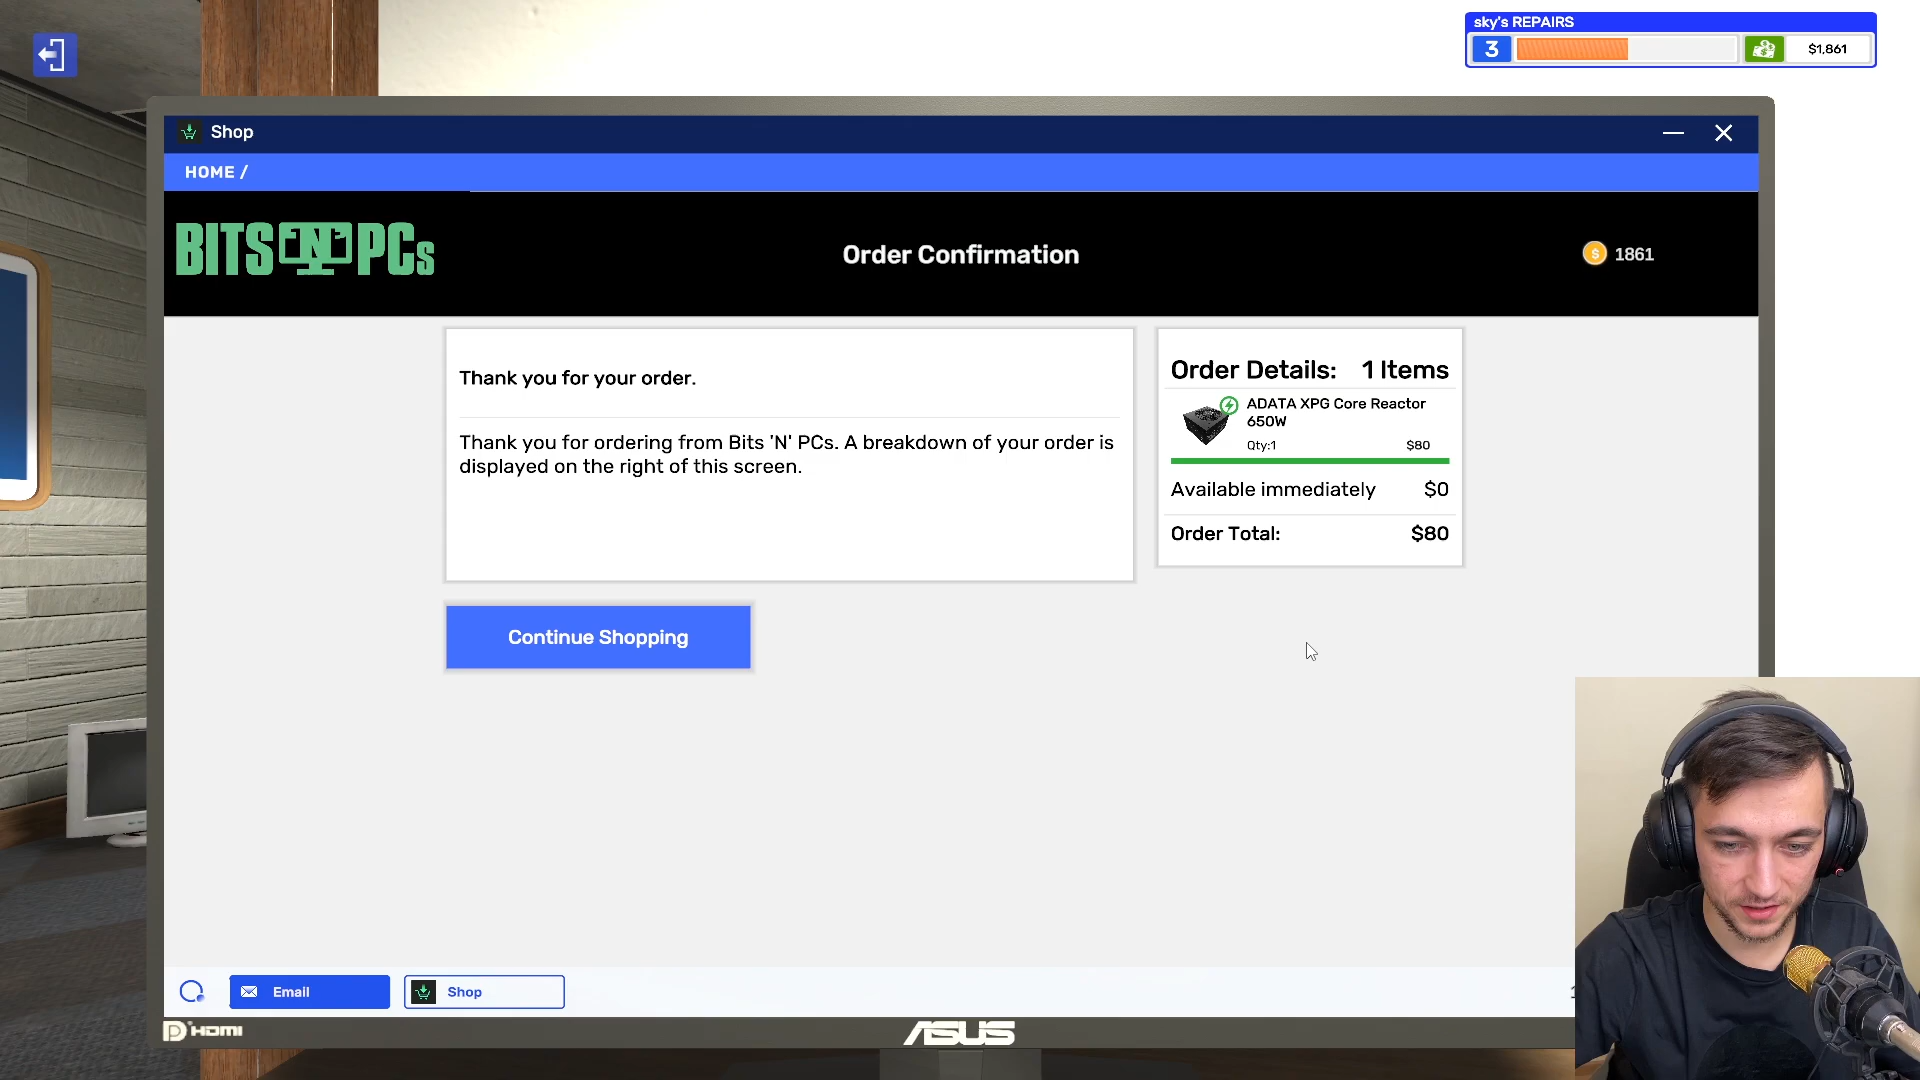 sky's REPAIRS
3
$1,861
Shop
HOME /
BITS 'N' PCs
Order Confirmation
1861
Thank you for your order.
Thank you for ordering from Bits 'N' PCs. A breakdown of your order is
displayed on the right of this screen.
Order Details: 1 Items
ADATA XPG Core Reactor
650W
Qty:1 $80
Available immediately $0
Order Total: $80
Continue Shopping
Email
Shop
HDMI
ASUS